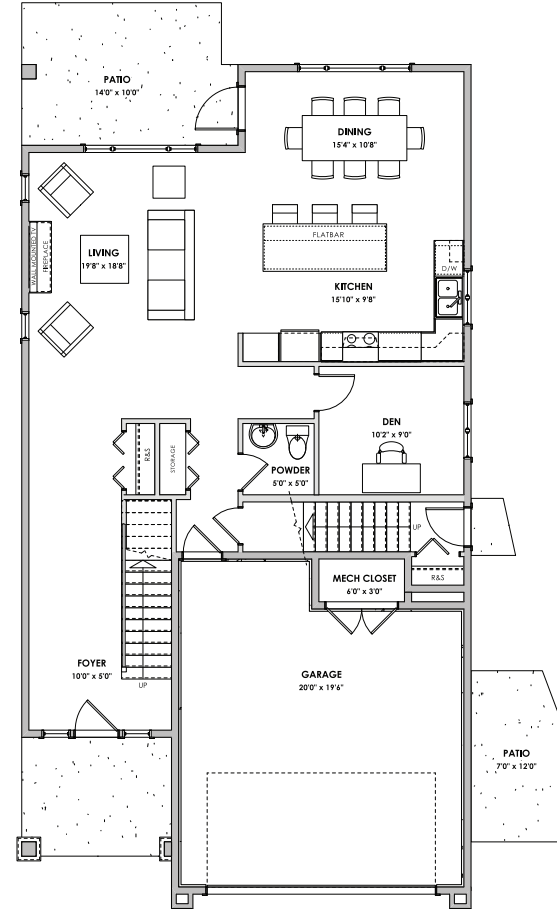 PATIO
14'0" x 10'0"
DINING
15'4" x 10'8"
FLATBAR
WALL MOUNTED TV
FIREPLACE
LIVING
19'8" x 18'8"
D/W
KITCHEN
15'10" x 9'8"
DEN
10'2" x 9'0"
R&S
STORAGE
POWDER
5'0" x 5'0"
UP
MECH CLOSET
6'0" x 3'0"
R&S
FOYER
10'0" x 5'0"
UP
GARAGE
20'0" x 19'6"
PATIO
7'0" x 12'0"